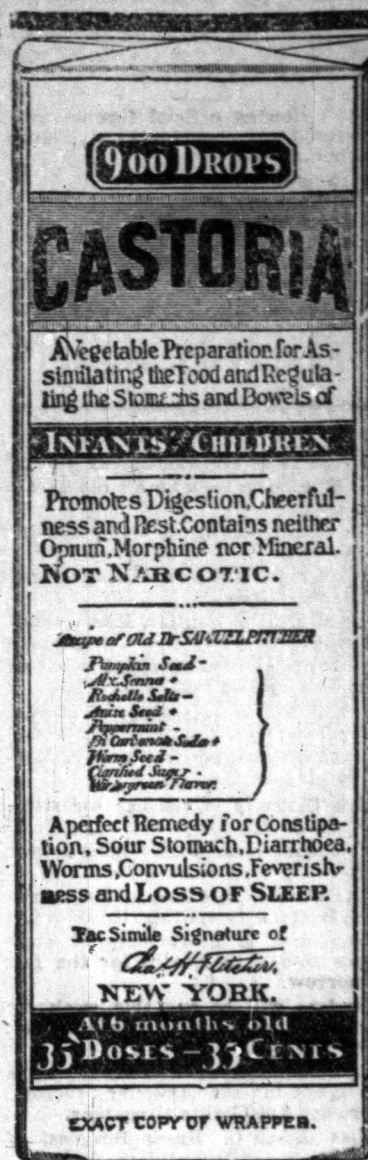 900 DROPS
CASTORIA
AVegetable Preparation for As-
similating the Food and Regula-
ting the Stomachs and Bowels of
INFANTS CHILDREN
Promotes Digestion,Cheerful-
ness and Rest.Contains neither
Opium,Morphine nor Mineral.
NOT NARCOTIC.
Recipe of Old Dr SAMUEL PITCHER
Pumpkin Seed -
Alx.Senna +
Rochelle Salts -
Anise Seed +
Peppermint -
Bi Carbonate Soda +
Worm Seed -
Clarified Sugar .
Wintergreen Flavor.
A perfect Remedy for Constipa-
tion, Sour Stomach,Diarrhoea,
Worms,Convulsions,Feverish-
ness and LOSS OF SLEEP.
Fac Simile Signature of
Chas. H. Fletcher.
NEW YORK.
At 6 months old
35 DOSES – 35 CENTS
EXACT COPY OF WRAPPER.